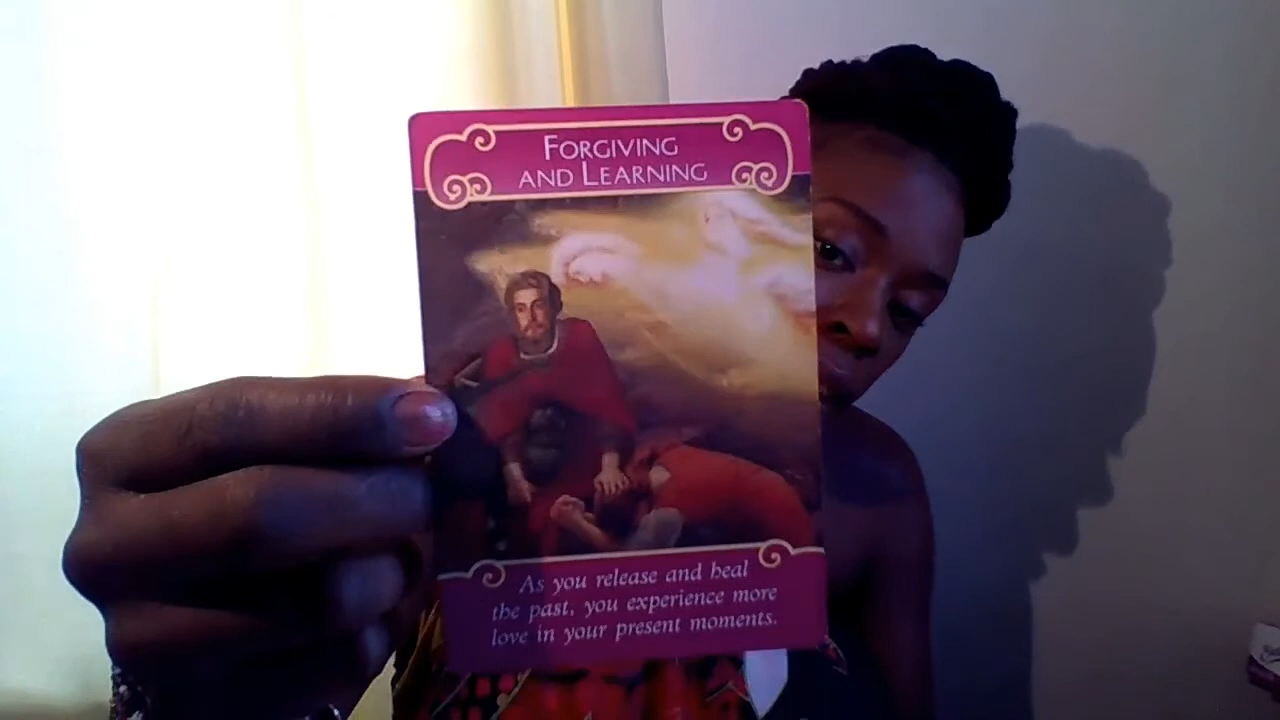 FORGIVING
AND LEARNING
As you release and heal
the past, you experience more
love in your present moments.